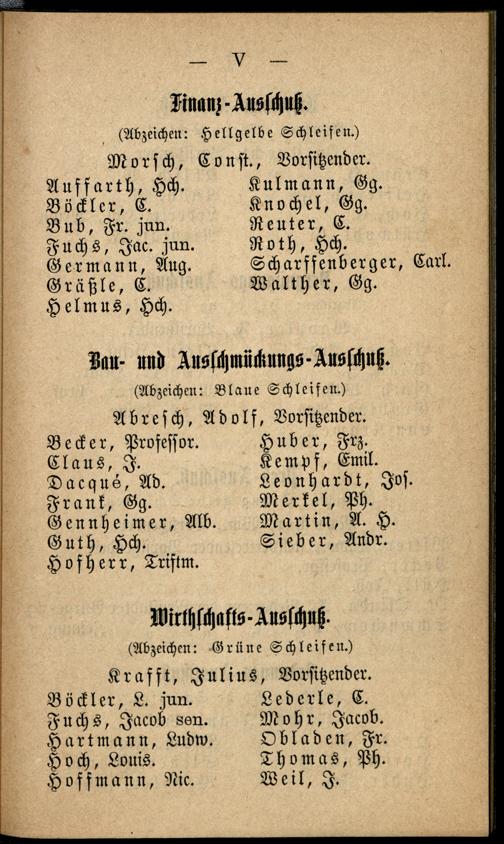 — V —
Finanz-Ausschuß.
(Abzeichen: Hellgelbe Schleifen.)
Morsch, Const., Vorsitzender.
Auffarth, Hch.
Böckler, C.
Bub, Fr. jun.
Fuchs, Jac. jun.
Germann, Aug.
Gräßle, C.
Helmus, Hch.
Kulmann, Gg.
Knochel, Gg.
Reuter, C.
Roth, Hch.
Scharffenberger, Carl.
Walther, Gg.
Bau- und Ausschmückungs-Ausschuß.
(Abzeichen: Blaue Schleifen.)
Abresch, Adolf, Vorsitzender.
Becker, Professor.
Claus, J.
Dacqué, Ad.
Frank, Gg.
Gennheimer, Alb.
Guth, Hch.
Hofherr, Tristm.
Huber, Frz.
Kempf, Emil.
Leonhardt, Jos.
Merkel, Ph.
Martin, A. H.
Sieber, Andr.
Wirthschafts-Ausschuß.
(Abzeichen: Grüne Schleifen.)
Krafft, Julius, Vorsitzender.
Böckler, L. jun.
Fuchs, Jacob sen.
Hartmann, Ludw.
Hoch, Louis.
Hoffmann, Nic.
Lederle, C.
Mohr, Jacob.
Obladen, Fr.
Thomas, Ph.
Weil, J.